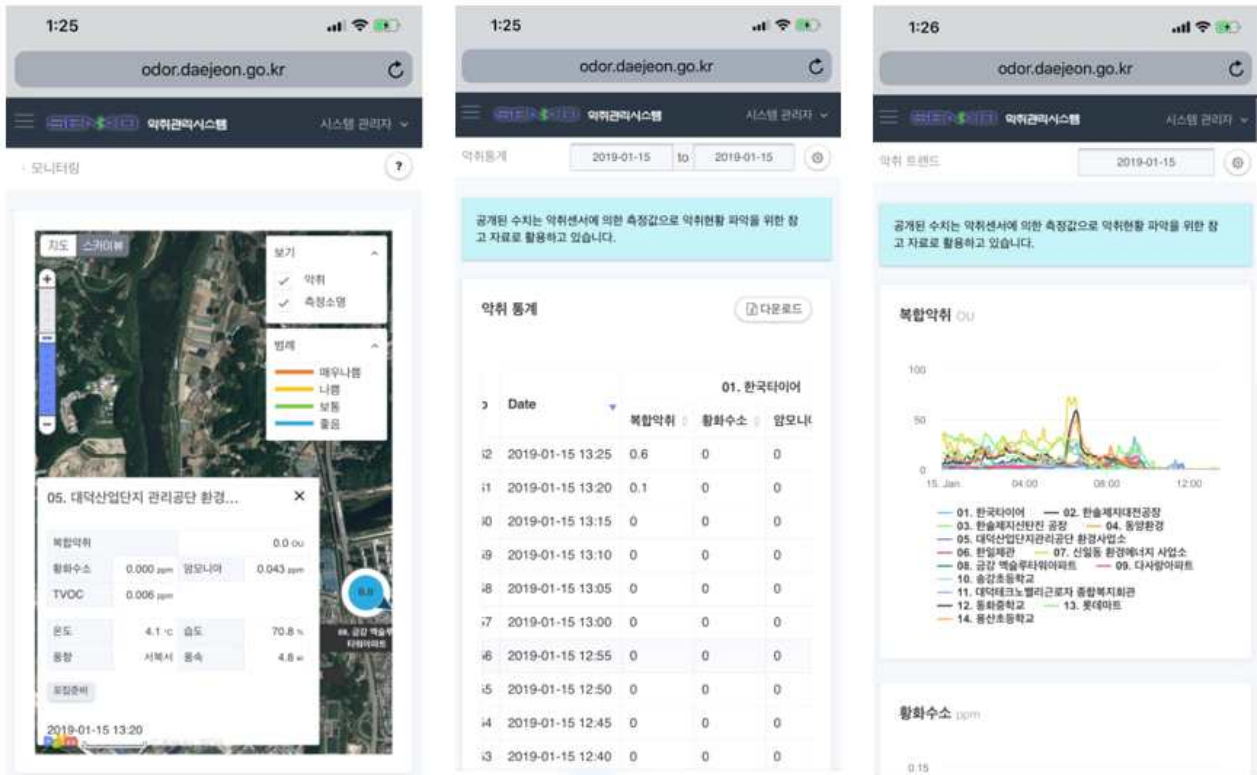 1:25
odor.daejeon.go.kr
악취관리시스템
시스템 관리자
모니터링
?
지도 스카이뷰
보기
악취
측정소명
범례
매우나쁨
나쁨
보통
좋음
05. 대덕산업단지 관리공단 환경...
복합악취 0.0 OU
황화수소 0.000 ppm 암모니아 0.043 ppm
TVOC 0.006 ppm
온도 4.1 ℃ 습도 70.8 %
풍향 서북서 풍속 4.8
포집준비
2019-01-15 13:20
0.0
08. 금강 엑슬루
타워아파트
1:25
odor.daejeon.go.kr
악취관리시스템
시스템 관리자
악취통계
2019-01-15 to 2019-01-15
공개된 수치는 악취센서에 의한 측정값으로 악취현황 파악을 위한 참
고 자료로 활용하고 있습니다.
악취 통계
다운로드
01. 한국타이어
Date
복합악취 황화수소 암모니
2019-01-15 13:25 0.6 0 0
2019-01-15 13:20 0.1 0 0
2019-01-15 13:15 0 0 0
2019-01-15 13:10 0 0 0
2019-01-15 13:05 0 0 0
2019-01-15 13:00 0 0 0
2019-01-15 12:55 0 0 0
2019-01-15 12:50 0 0 0
2019-01-15 12:45 0 0 0
2019-01-15 12:40 0 0 0
1:26
odor.daejeon.go.kr
악취관리시스템
시스템 관리자
악취 트렌드
2019-01-15
공개된 수치는 악취센서에 의한 측정값으로 악취현황 파악을 위한 참
고 자료로 활용하고 있습니다.
복합악취 OU
100
50
0
15. Jan 04:00 08:00 12:00
01. 한국타이어 02. 한솔제지대전공장
03. 한솔제지신탄진 공장 04. 동양환경
05. 대덕산업단지관리공단 환경사업소
06. 한일제관 07. 신일동 환경에너지 사업소
08. 금강 엑슬루타워아파트 09. 다사랑아파트
10. 송강초등학교
11. 대덕테크노밸리근로자 종합복지회관
12. 동화중학교 13. 롯데마트
14. 용산초등학교
황화수소 ppm
0.15